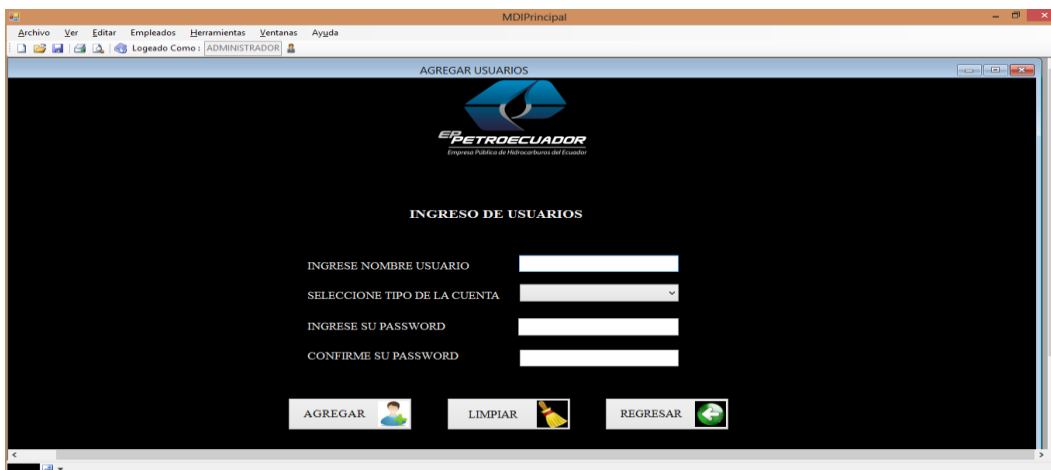 MDIPrincipal
Archivo Ver Editar Empleados Herramientas Ventanas Ayuda
Logeado Como : ADMINISTRADOR
AGREGAR USUARIOS
EP
PETROECUADOR
Empresa Pública de Hidrocarburos del Ecuador
INGRESO DE USUARIOS
INGRESE NOMBRE USUARIO
SELECCIONE TIPO DE LA CUENTA
INGRESE SU PASSWORD
CONFIRME SU PASSWORD
AGREGAR LIMPIAR REGRESAR